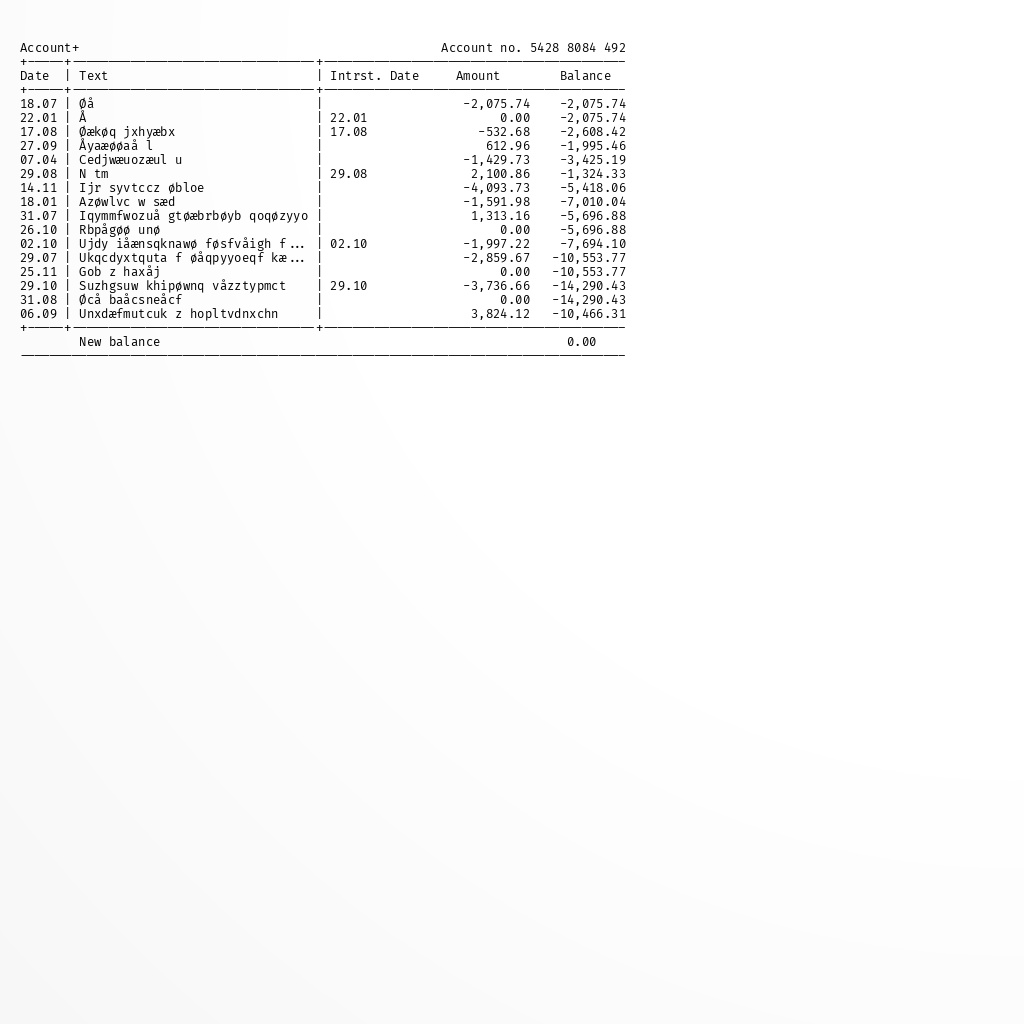 Account+ Account no. 5428 8084 492
+-----+---------------------------------+-----------------------------------------
Date | Text | Intrst. Date Amount Balance
+-----+---------------------------------+-----------------------------------------
18.07 | Øå | -2,075.74 -2,075.74
22.01 | Å | 22.01 0.00 -2,075.74
17.08 | Øækøq jxhyæbx | 17.08 -532.68 -2,608.42
27.09 | Åyaæøøaå l | 612.96 -1,995.46
07.04 | Cedjwæuozæul u | -1,429.73 -3,425.19
29.08 | N tm | 29.08 2,100.86 -1,324.33
14.11 | Ijr syvtccz øbloe | -4,093.73 -5,418.06
18.01 | Azøwlvc w sæd | -1,591.98 -7,010.04
31.07 | Iqymmfwozuå gtøæbrbøyb qoqøzyyo | 1,313.16 -5,696.88
26.10 | Rbpågøø unø | 0.00 -5,696.88
02.10 | Ujdy iåænsqknawø føsfvåigh f... | 02.10 -1,997.22 -7,694.10
29.07 | Ukqcdyxtquta f øåqpyyoeqf kæ... | -2,859.67 -10,553.77
25.11 | Gob z haxåj | 0.00 -10,553.77
29.10 | Suzhgsuw khipøwnq våzztypmct | 29.10 -3,736.66 -14,290.43
31.08 | Øcå baåcsneåcf | 0.00 -14,290.43
06.09 | Unxdæfmutcuk z hopltvdnxchn | 3,824.12 -10,466.31
+-----+---------------------------------+-----------------------------------------
New balance 0.00
----------------------------------------------------------------------------------